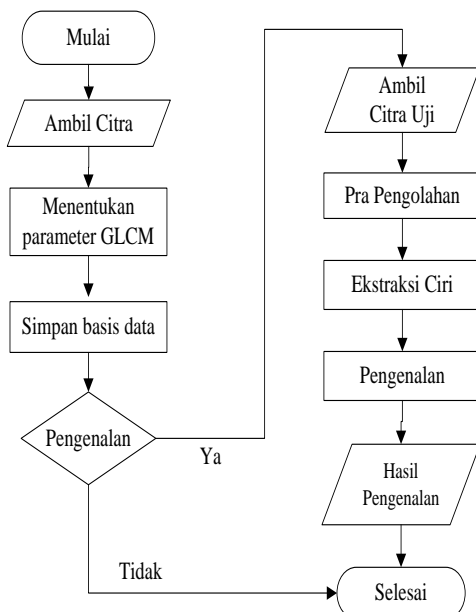 Mulai
Ambil Citra
Menentukan
parameter GLCM
Simpan basis data
Pengenalan
Ya
Tidak
Ambil
Citra Uji
Pra Pengolahan
Ekstraksi Ciri
Pengenalan
Hasil
Pengenalan
Selesai